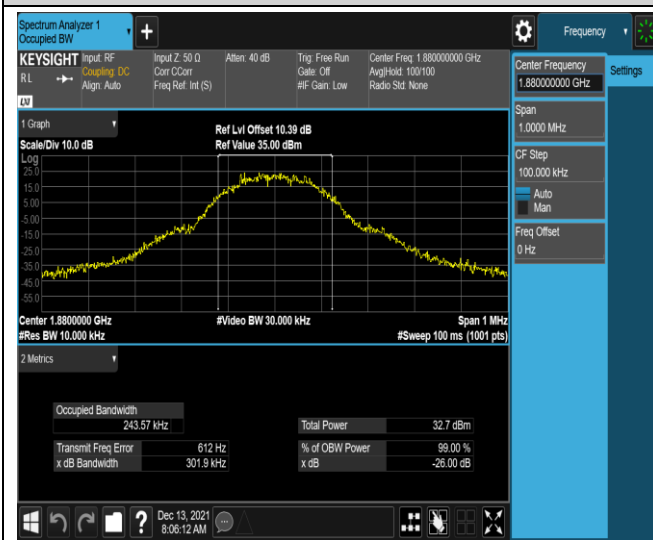 Spectrum Analyzer 1
Occupied BW
Frequency
KEYSIGHT
RL
LXI
Input: RF
Coupling: DC
Align: Auto
Input Z: 50 Ω
Corr CCorr
Freq Ref: Int (S)
Atten: 40 dB
Trig: Free Run
Gate: Off
#IF Gain: Low
Center Freq: 1.880000000 GHz
Avg|Hold: 100/100
Radio Std: None
Center Frequency
1.880000000 GHz
Settings
Span
1.0000 MHz
CF Step
100.000 kHz
Auto
Man
Freq Offset
0 Hz
1 Graph
Scale/Div 10.0 dB
Ref Lvl Offset 10.39 dB
Ref Value 35.00 dBm
Log
25.0
15.0
5.00
-5.00
-15.0
-25.0
-35.0
-45.0
-55.0
Center 1.8800000 GHz
#Res BW 10.000 kHz
#Video BW 30.000 kHz
Span 1 MHz
#Sweep 100 ms (1001 pts)
2 Metrics
Occupied Bandwidth
243.57 kHz
Transmit Freq Error 612 Hz
x dB Bandwidth 301.9 kHz
Total Power 32.7 dBm
% of OBW Power 99.00 %
x dB -26.00 dB
?
Dec 13, 2021
8:06:12 AM